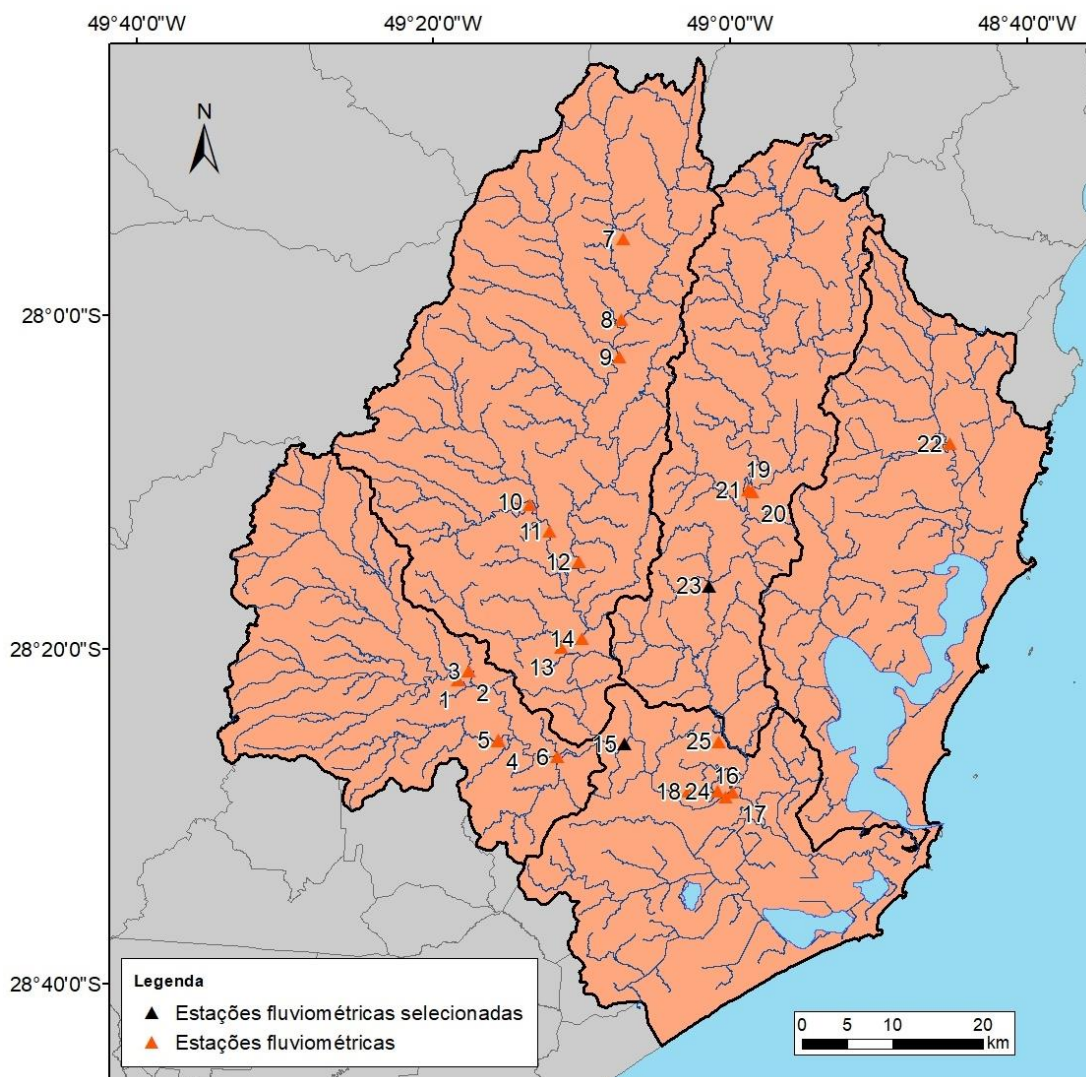 49°40'0"W 49°20'0"W 49°0'0"W 48°40'0"W
N
7
28°0'0"S
8
9
22
19
21
10
20
11
12
23
14
28°20'0"S
13
3
1 2
5 15 25
4 6
16
18 24
17
28°40'0"S
Legenda
Estações fluviométricas selecionadas
Estações fluviométricas
0 5 10 20
km